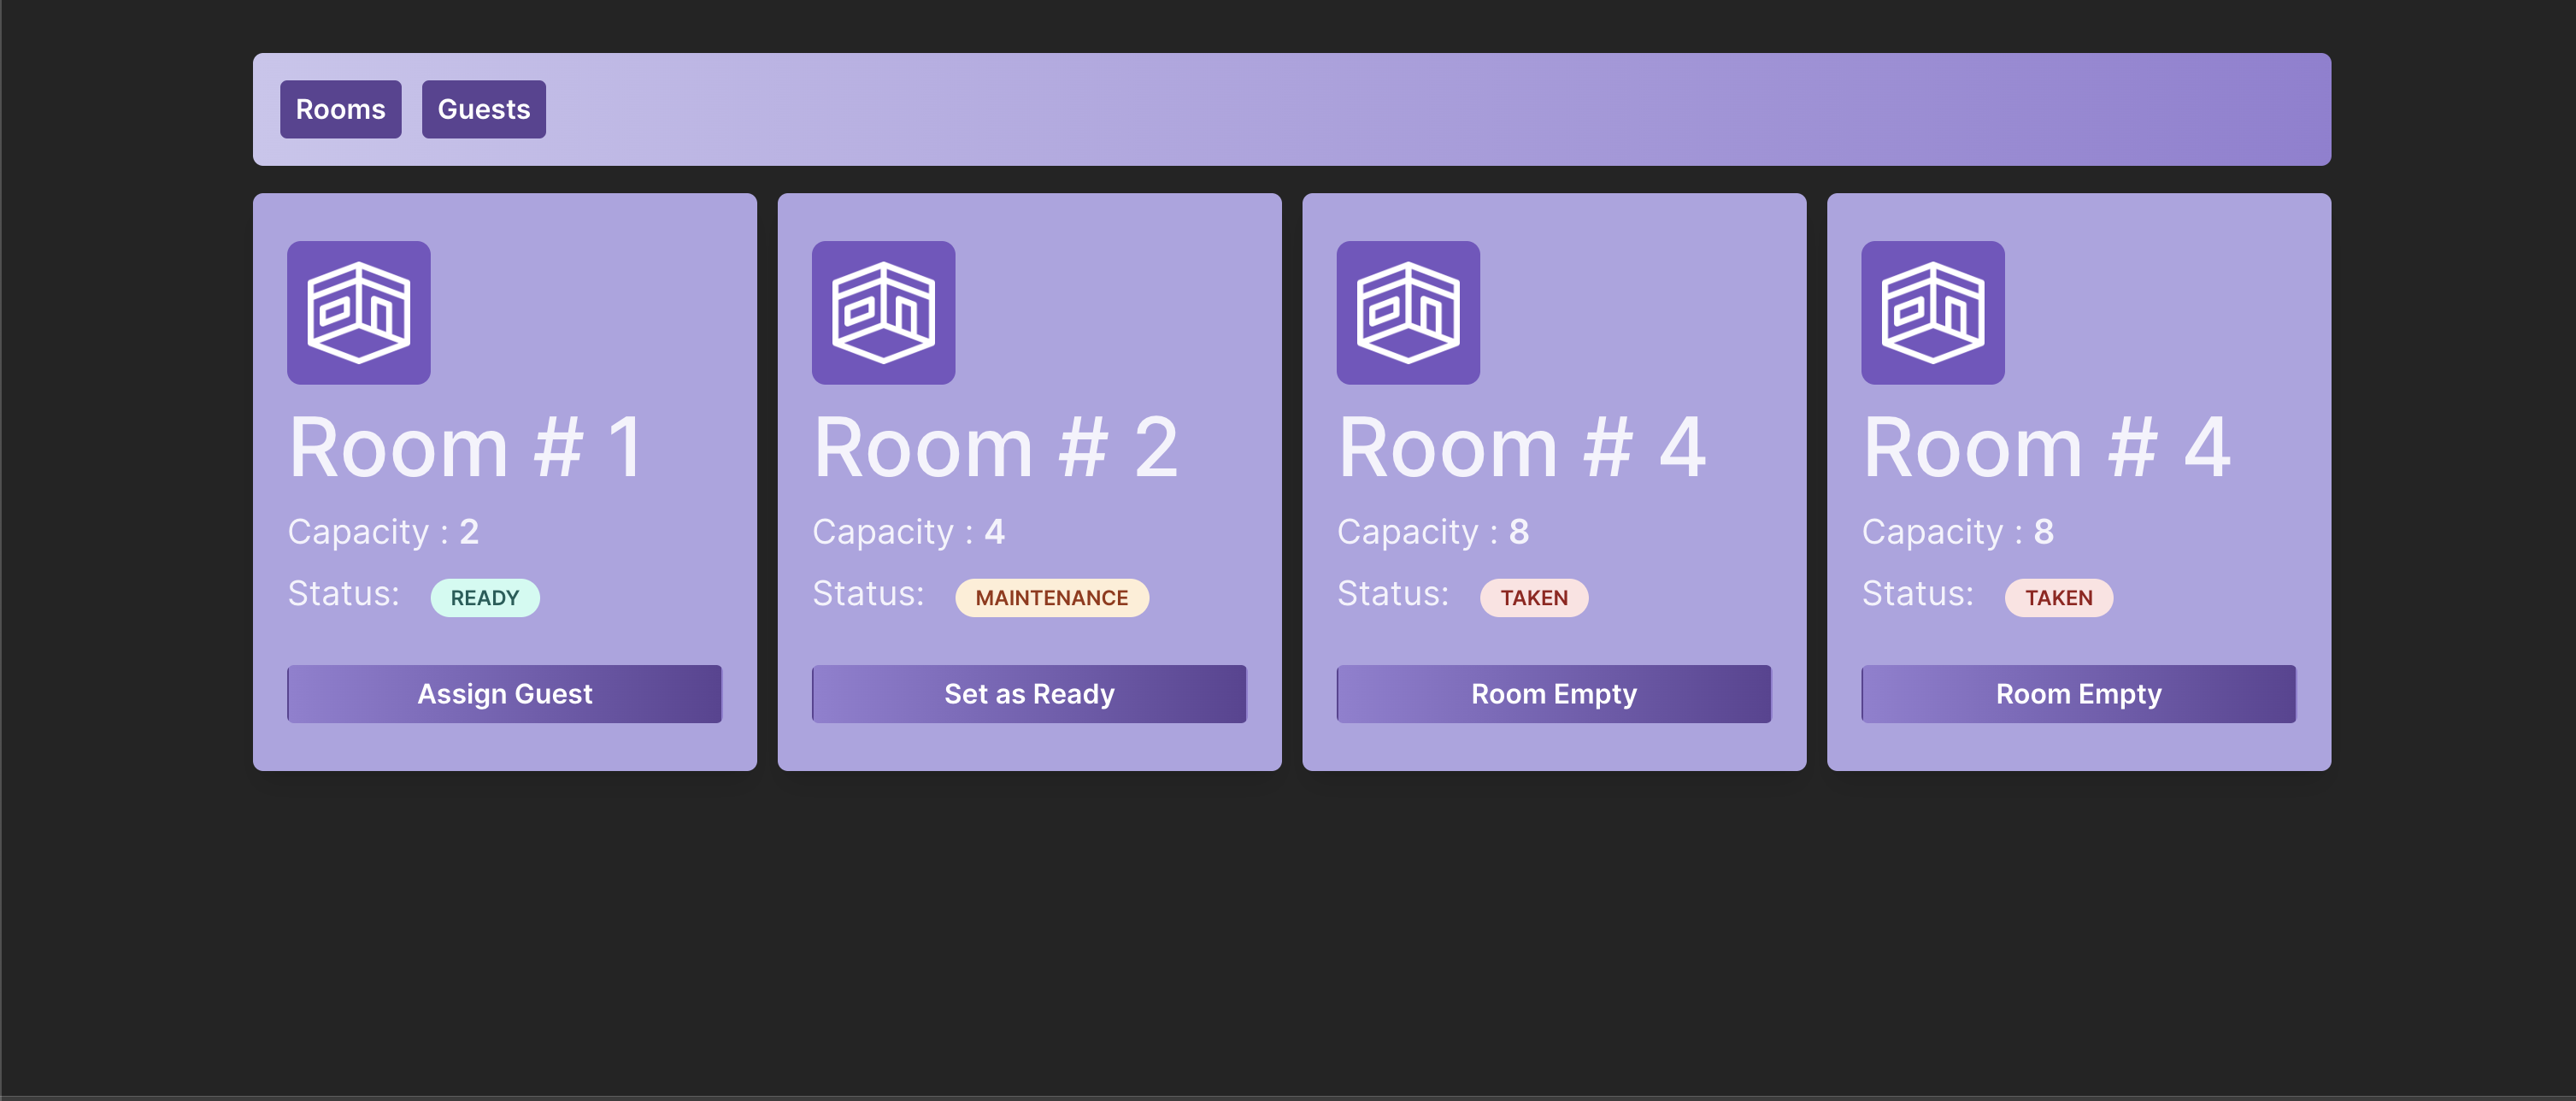 Rooms
Guests
Room # 1
Capacity : 2
Status: READY
Assign Guest
Room # 2
Capacity : 4
Status: MAINTENANCE
Set as Ready
Room # 4
Capacity : 8
Status: TAKEN
Room Empty
Room # 4
Capacity : 8
Status: TAKEN
Room Empty